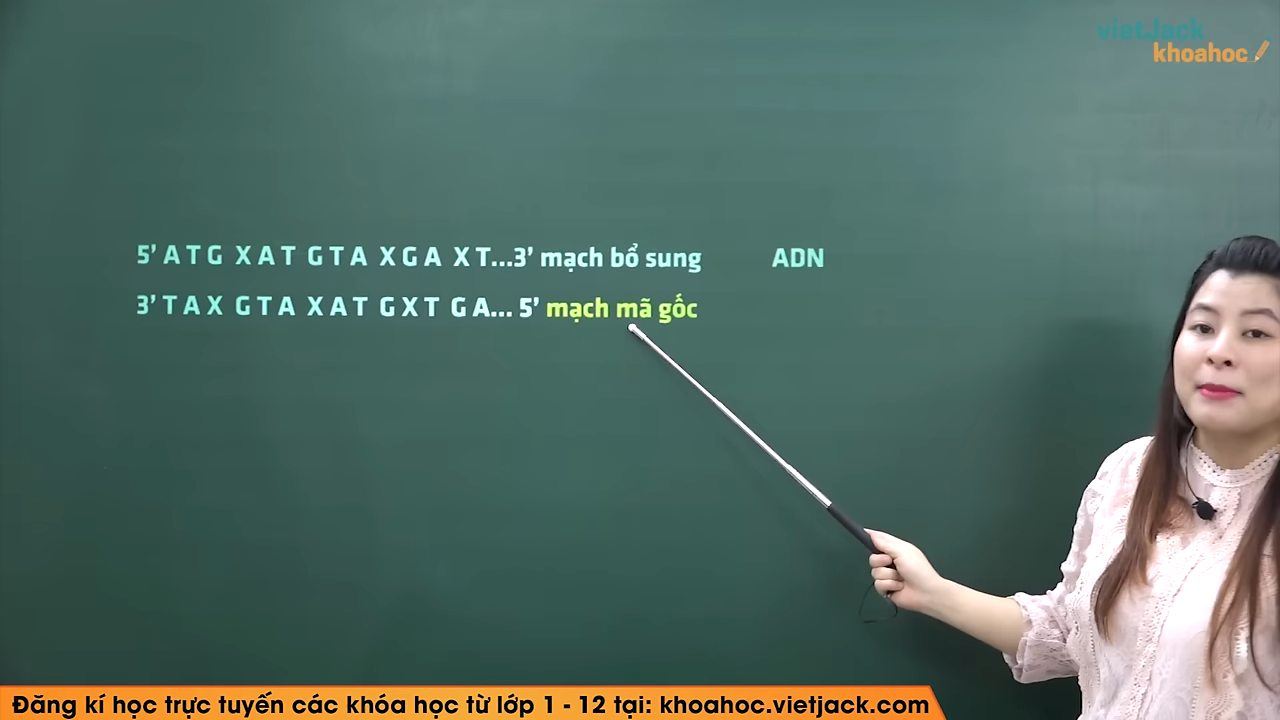 vietJack
khoahoc
5’ A T G X A T G T A X G A X T...3’ mạch bổ sung ADN
3’ T A X G T A X A T G X T G A... 5’ mạch mã gốc
Đăng kí học trực tuyến các khóa học từ lớp 1 - 12 tại: khoahoc.vietjack.com